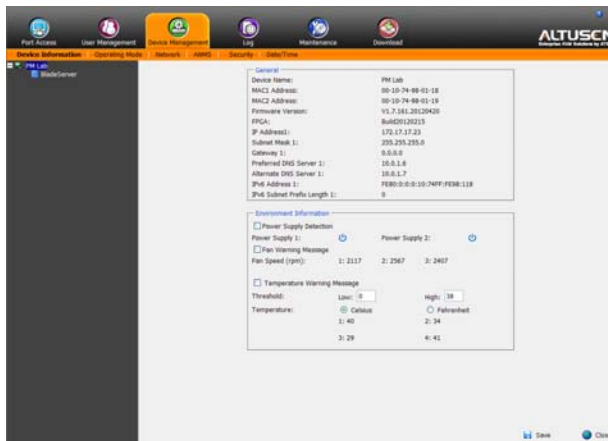 Port Access User Management Device Management Log Maintenance Download
ALTUSCN
Enterprise KVM Solutions by AT
Device Information Operating Mode Network ANMS Security Date/Time
PM Lab
BladeServer
General
Device Name: PM Lab
MAC1 Address: 00-10-74-98-01-18
MAC2 Address: 00-10-74-98-01-19
Firmware Version: V1.7.161.20120420
FPGA: Build20120215
IP Address1: 172.17.17.23
Subnet Mask 1: 255.255.255.0
Gateway 1: 0.0.0.0
Preferred DNS Server 1: 10.0.1.6
Alternate DNS Server 1: 10.0.1.7
IPv6 Address 1: FE80:0:0:0:10:74FF:FE98:118
IPv6 Subnet Prefix Length 1: 0
Environment Information
Power Supply Detection
Power Supply 1: Power Supply 2:
Fan Warning Message
Fan Speed (rpm): 1: 2117 2: 2567 3: 2407
Temperature Warning Message
Threshold: Low: 0 High: 38
Temperature: Celsius Fahrenheit
1: 40 2: 34
3: 29 4: 41
Save Clos